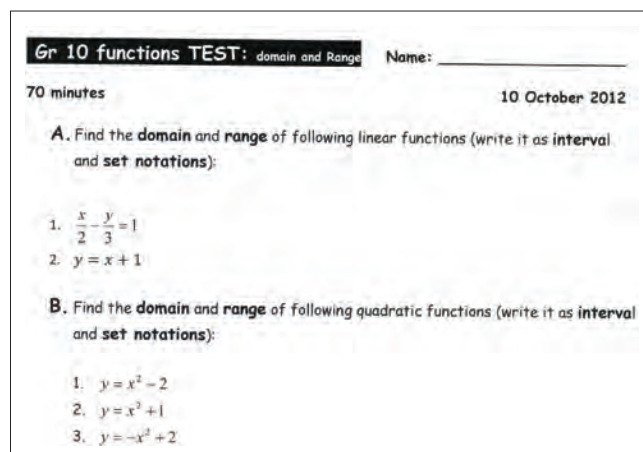 Gr 10 functions TEST: domain and Range Name:
70 minutes 10 October 2012
A. Find the domain and range of following linear functions (write it as interval
and set notations):
1. x/2 − y/3 = 1
2. y = x + 1
B. Find the domain and range of following quadratic functions (write it as interval
and set notations):
1. y = x² − 2
2. y = x² + 1
3. y = −x² + 2